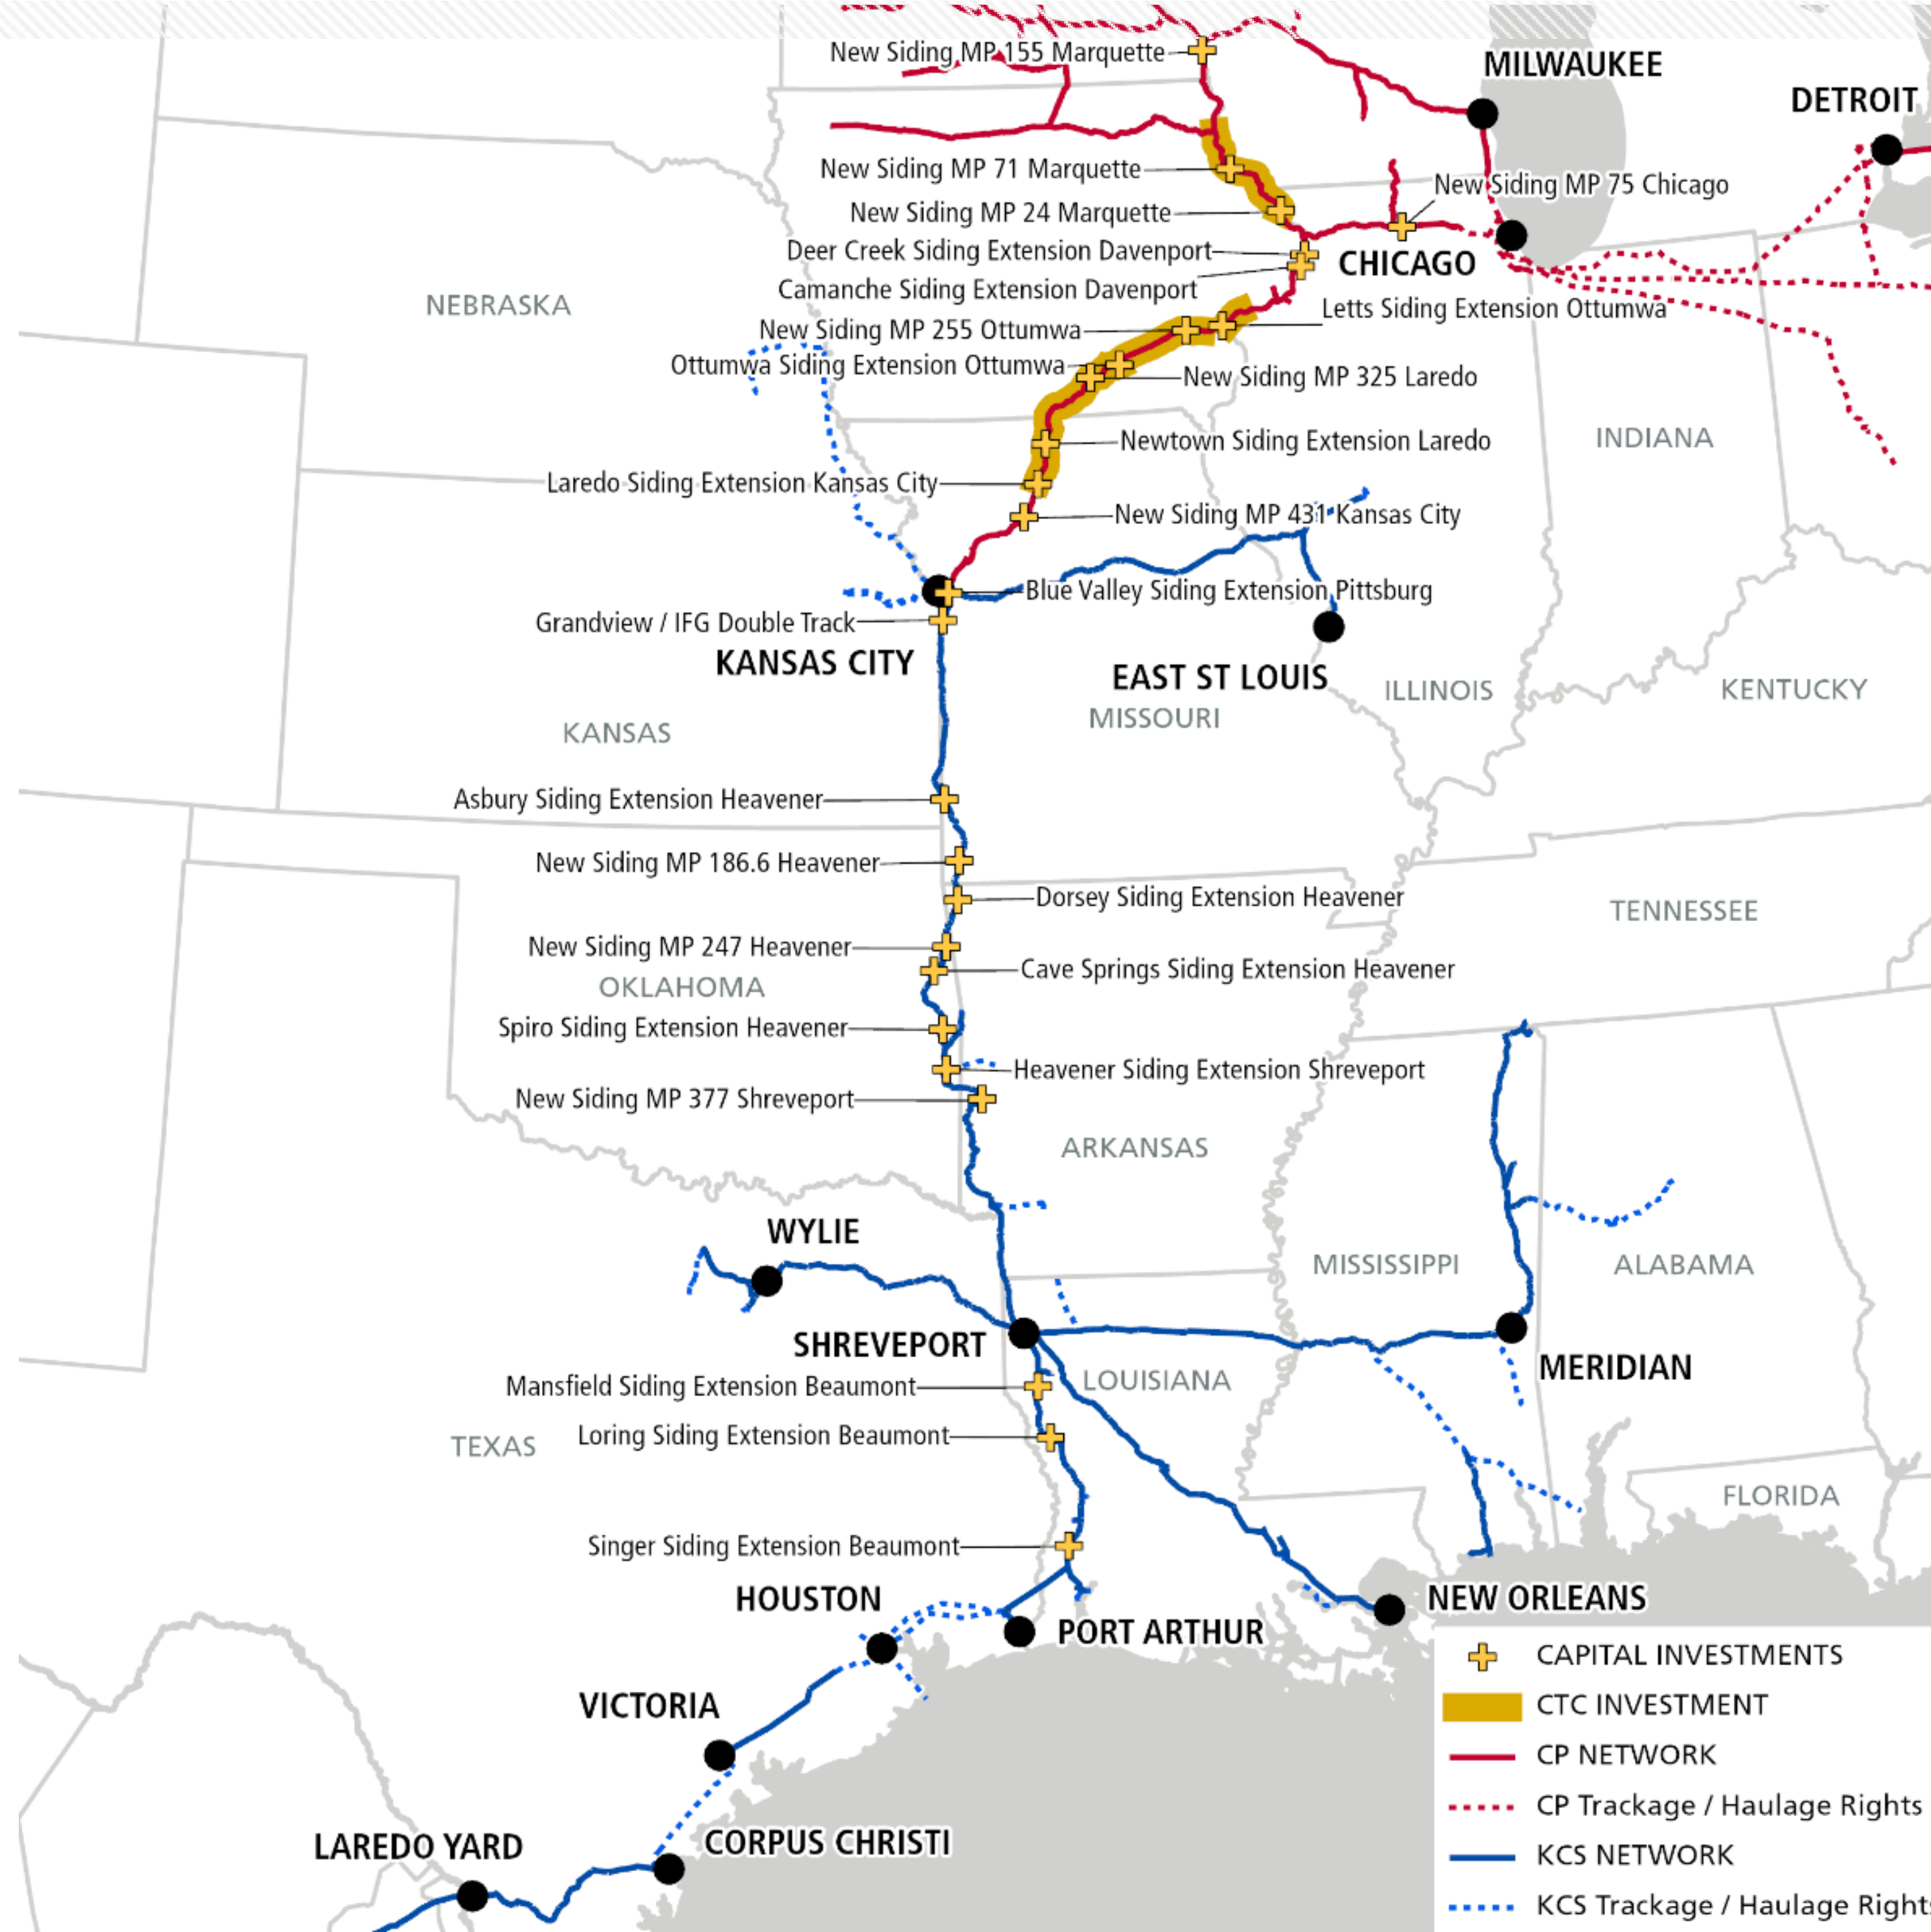 New Siding MP 155 Marquette
MILWAUKEE
DETROIT
New Siding MP 71 Marquette
New Siding MP 75 Chicago
New Siding MP 24 Marquette
Deer Creek Siding Extension Davenport
CHICAGO
Camanche Siding Extension Davenport
NEBRASKA
Letts Siding Extension Ottumwa
New Siding MP 255 Ottumwa
Ottumwa Siding Extension Ottumwa
New Siding MP 325 Laredo
INDIANA
Newtown Siding Extension Laredo
Laredo Siding Extension Kansas City
New Siding MP 431 Kansas City
Blue Valley Siding Extension Pittsburg
Grandview / IFG Double Track
KANSAS CITY
EAST ST LOUIS
ILLINOIS
KENTUCKY
MISSOURI
KANSAS
Asbury Siding Extension Heavener
New Siding MP 186.6 Heavener
Dorsey Siding Extension Heavener
TENNESSEE
New Siding MP 247 Heavener
Cave Springs Siding Extension Heavener
OKLAHOMA
Spiro Siding Extension Heavener
Heavener Siding Extension Shreveport
New Siding MP 377 Shreveport
ARKANSAS
WYLIE
MISSISSIPPI
ALABAMA
SHREVEPORT
MERIDIAN
LOUISIANA
Mansfield Siding Extension Beaumont
Loring Siding Extension Beaumont
TEXAS
FLORIDA
Singer Siding Extension Beaumont
HOUSTON
NEW ORLEANS
PORT ARTHUR
VICTORIA
CORPUS CHRISTI
LAREDO YARD
CAPITAL INVESTMENTS
CTC INVESTMENT
CP NETWORK
CP Trackage / Haulage Rights
KCS NETWORK
KCS Trackage / Haulage Right